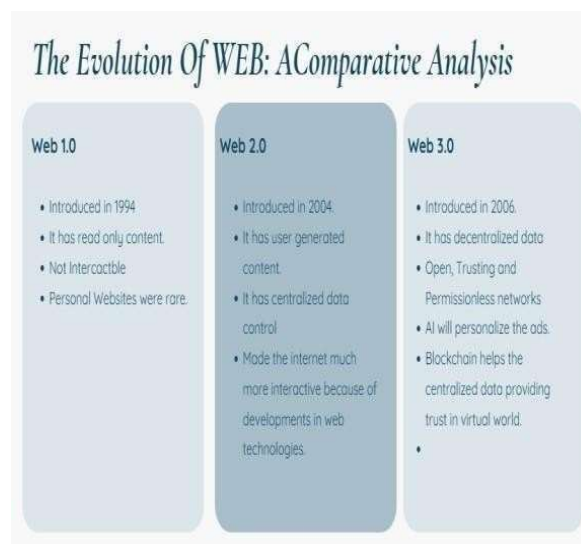 The Evolution Of WEB: AComparative Analysis
Web 1.0
• Introduced in 1994
• It has read only content.
• Not Intercactble
• Personal Websites were rare.
Web 2.0
• Introduced in 2004.
• It has user generated
content.
• It has centralized data
control
• Made the internet much
more interactive because of
developments in web
technologies.
Web 3.0
• Introduced in 2006.
• It has decentralized data
• Open, Trusting and
Permissionless networks
• AI will personalize the ads.
• Blockchain helps the
centralized data providing
trust in virtual world.
•